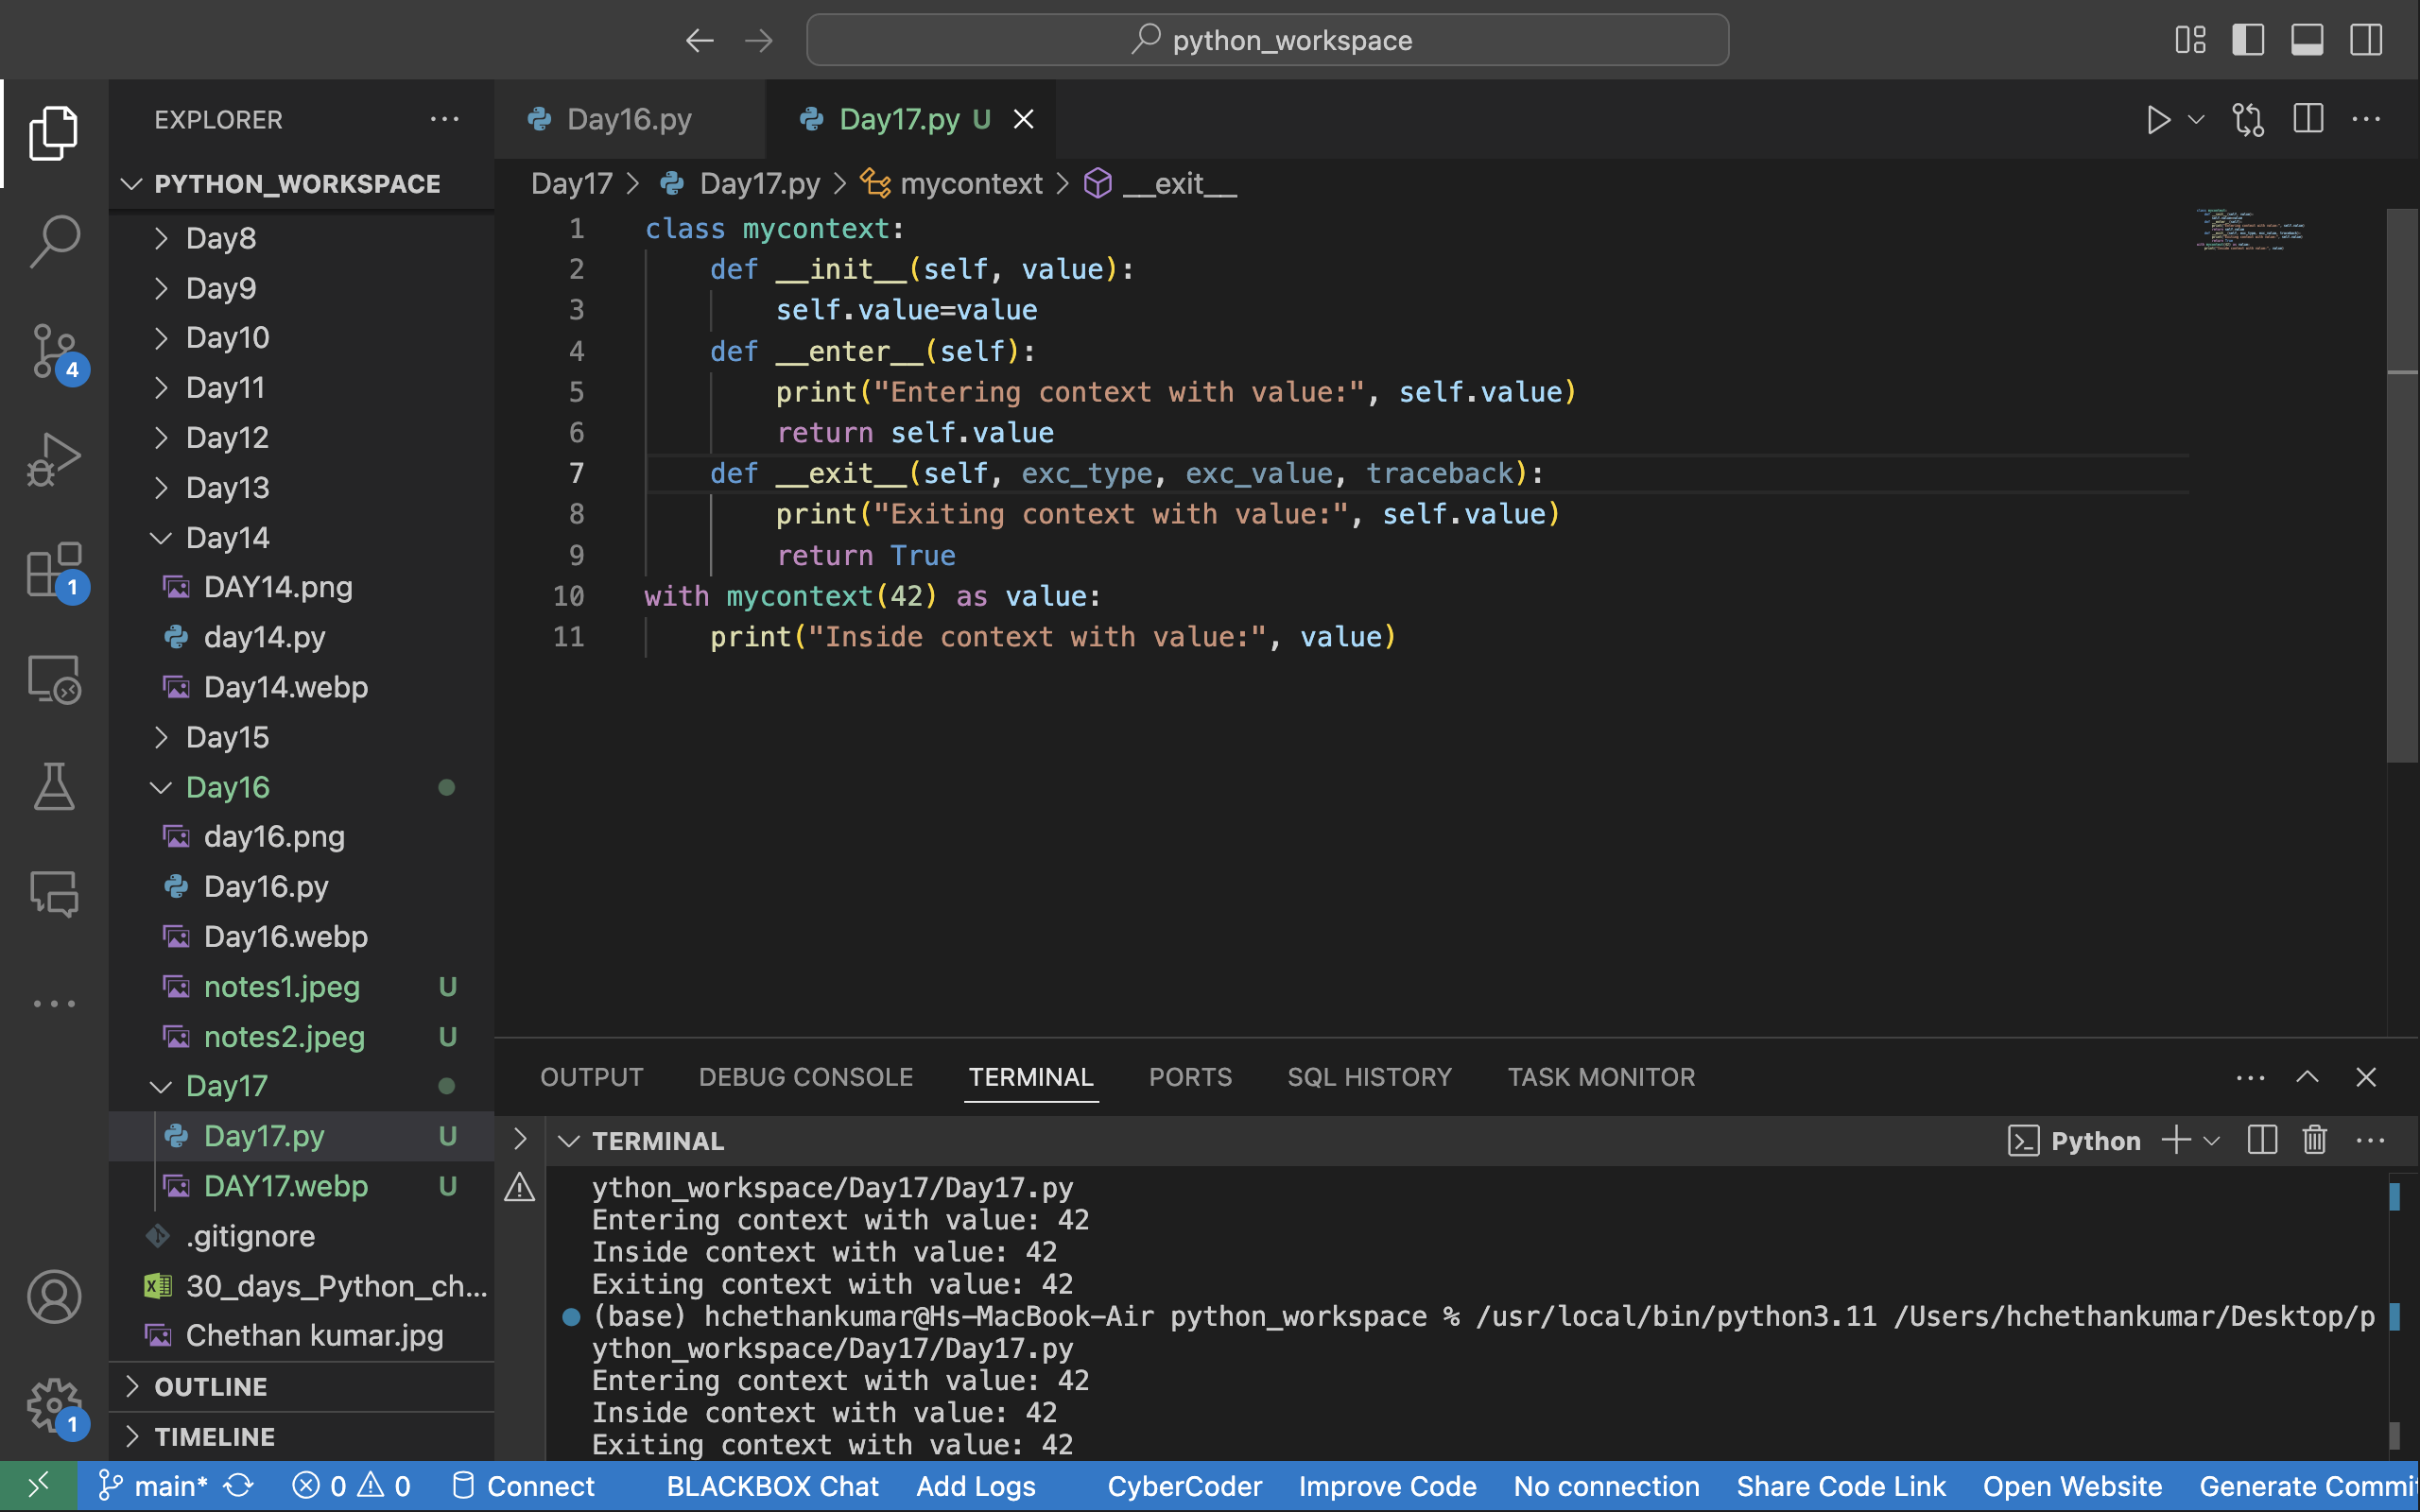 python_workspace
EXPLORER
Day16.py
Day17.py U
PYTHON_WORKSPACE
Day17 > Day17.py > mycontext > __exit__
Day8
Day9
Day10
Day11
Day12
Day13
Day14
DAY14.png
day14.py
Day14.webp
Day15
Day16
day16.png
Day16.py
Day16.webp
notes1.jpeg U
notes2.jpeg U
Day17
Day17.py U
DAY17.webp U
.gitignore
30_days_Python_ch...
Chethan kumar.jpg
OUTLINE
TIMELINE
4
1
1
1 class mycontext:
2 def __init__(self, value):
3 self.value=value
4 def __enter__(self):
5 print("Entering context with value:", self.value)
6 return self.value
7 def __exit__(self, exc_type, exc_value, traceback):
8 print("Exiting context with value:", self.value)
9 return True
10 with mycontext(42) as value:
11 print("Inside context with value:", value)
OUTPUT DEBUG CONSOLE TERMINAL PORTS SQL HISTORY TASK MONITOR
TERMINAL
Python
ython_workspace/Day17/Day17.py
Entering context with value: 42
Inside context with value: 42
Exiting context with value: 42
(base) hchethankumar@Hs-MacBook-Air python_workspace % /usr/local/bin/python3.11 /Users/hchethankumar/Desktop/p
ython_workspace/Day17/Day17.py
Entering context with value: 42
Inside context with value: 42
Exiting context with value: 42
main* 0 0 Connect BLACKBOX Chat Add Logs CyberCoder Improve Code No connection Share Code Link Open Website Generate Commi